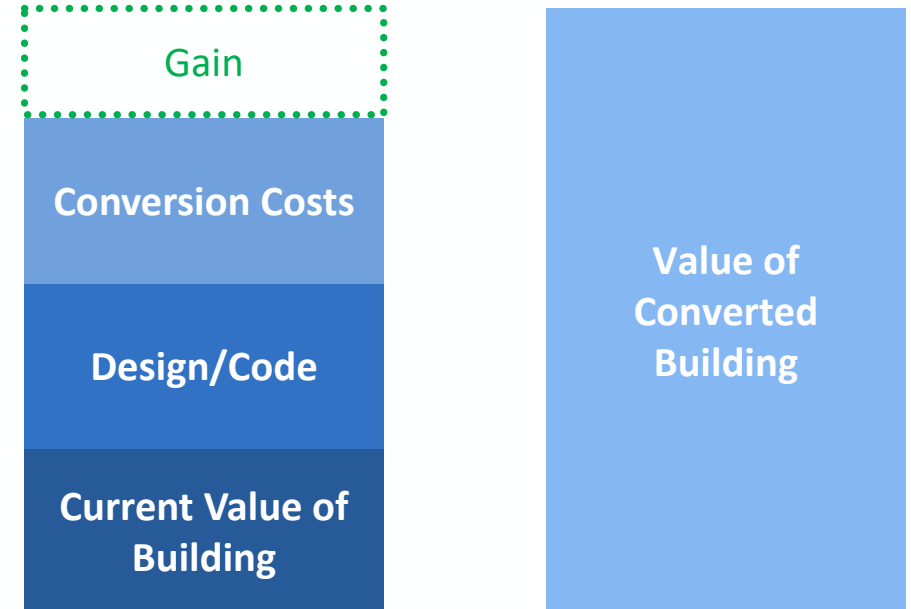 Gain
Conversion Costs
Design/Code
Current Value of
Building
Value of
Converted
Building